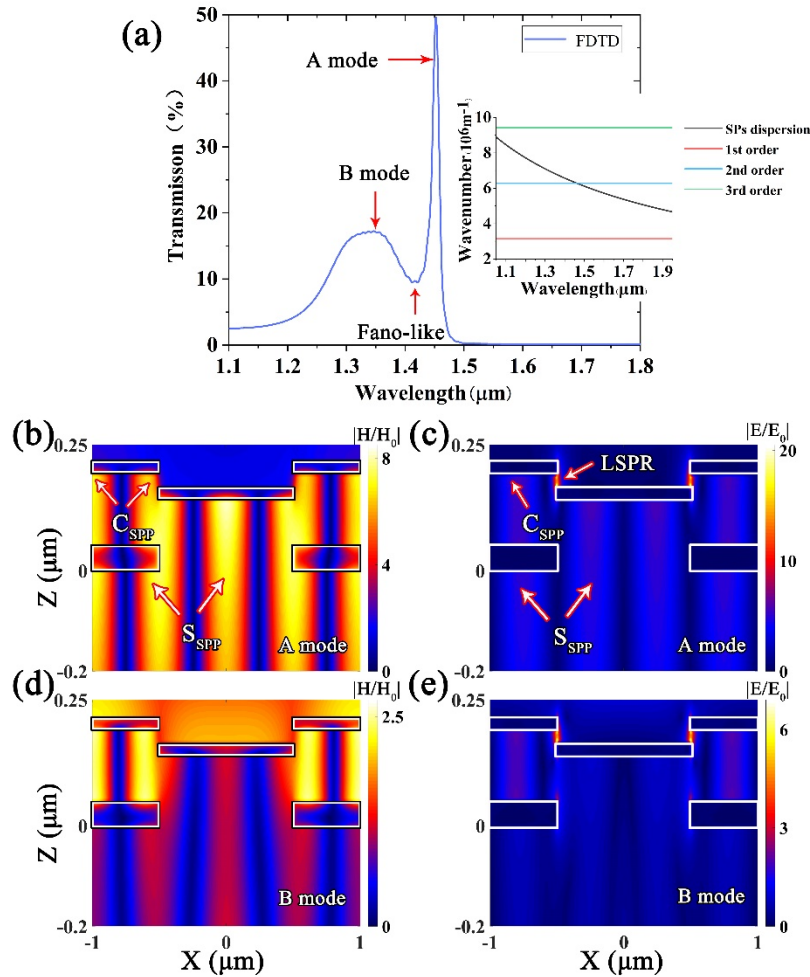 (a)
50
40
30
20
10
0
Transmisson (%)
FDTD
A mode
B mode
Fano-like
1.1 1.2 1.3 1.4 1.5 1.6 1.7 1.8
Wavelength(μm)
10
8
6
4
2
Wavenumber(10⁶m⁻¹)
1.1 1.3 1.5 1.7 1.9
Wavelength(μm)
SPs dispersion
1st order
2nd order
3rd order
(b)
|H/H₀|
0.25
0
-0.2
Z (μm)
C_SPP
S_SPP
A mode
8
4
0
(c)
|E/E₀|
LSPR
C_SPP
S_SPP
A mode
20
10
0
(d)
|H/H₀|
0.25
0
-0.2
Z (μm)
B mode
2.5
0
-1 0 1
X (μm)
(e)
|E/E₀|
B mode
6
3
0
-1 0 1
X (μm)